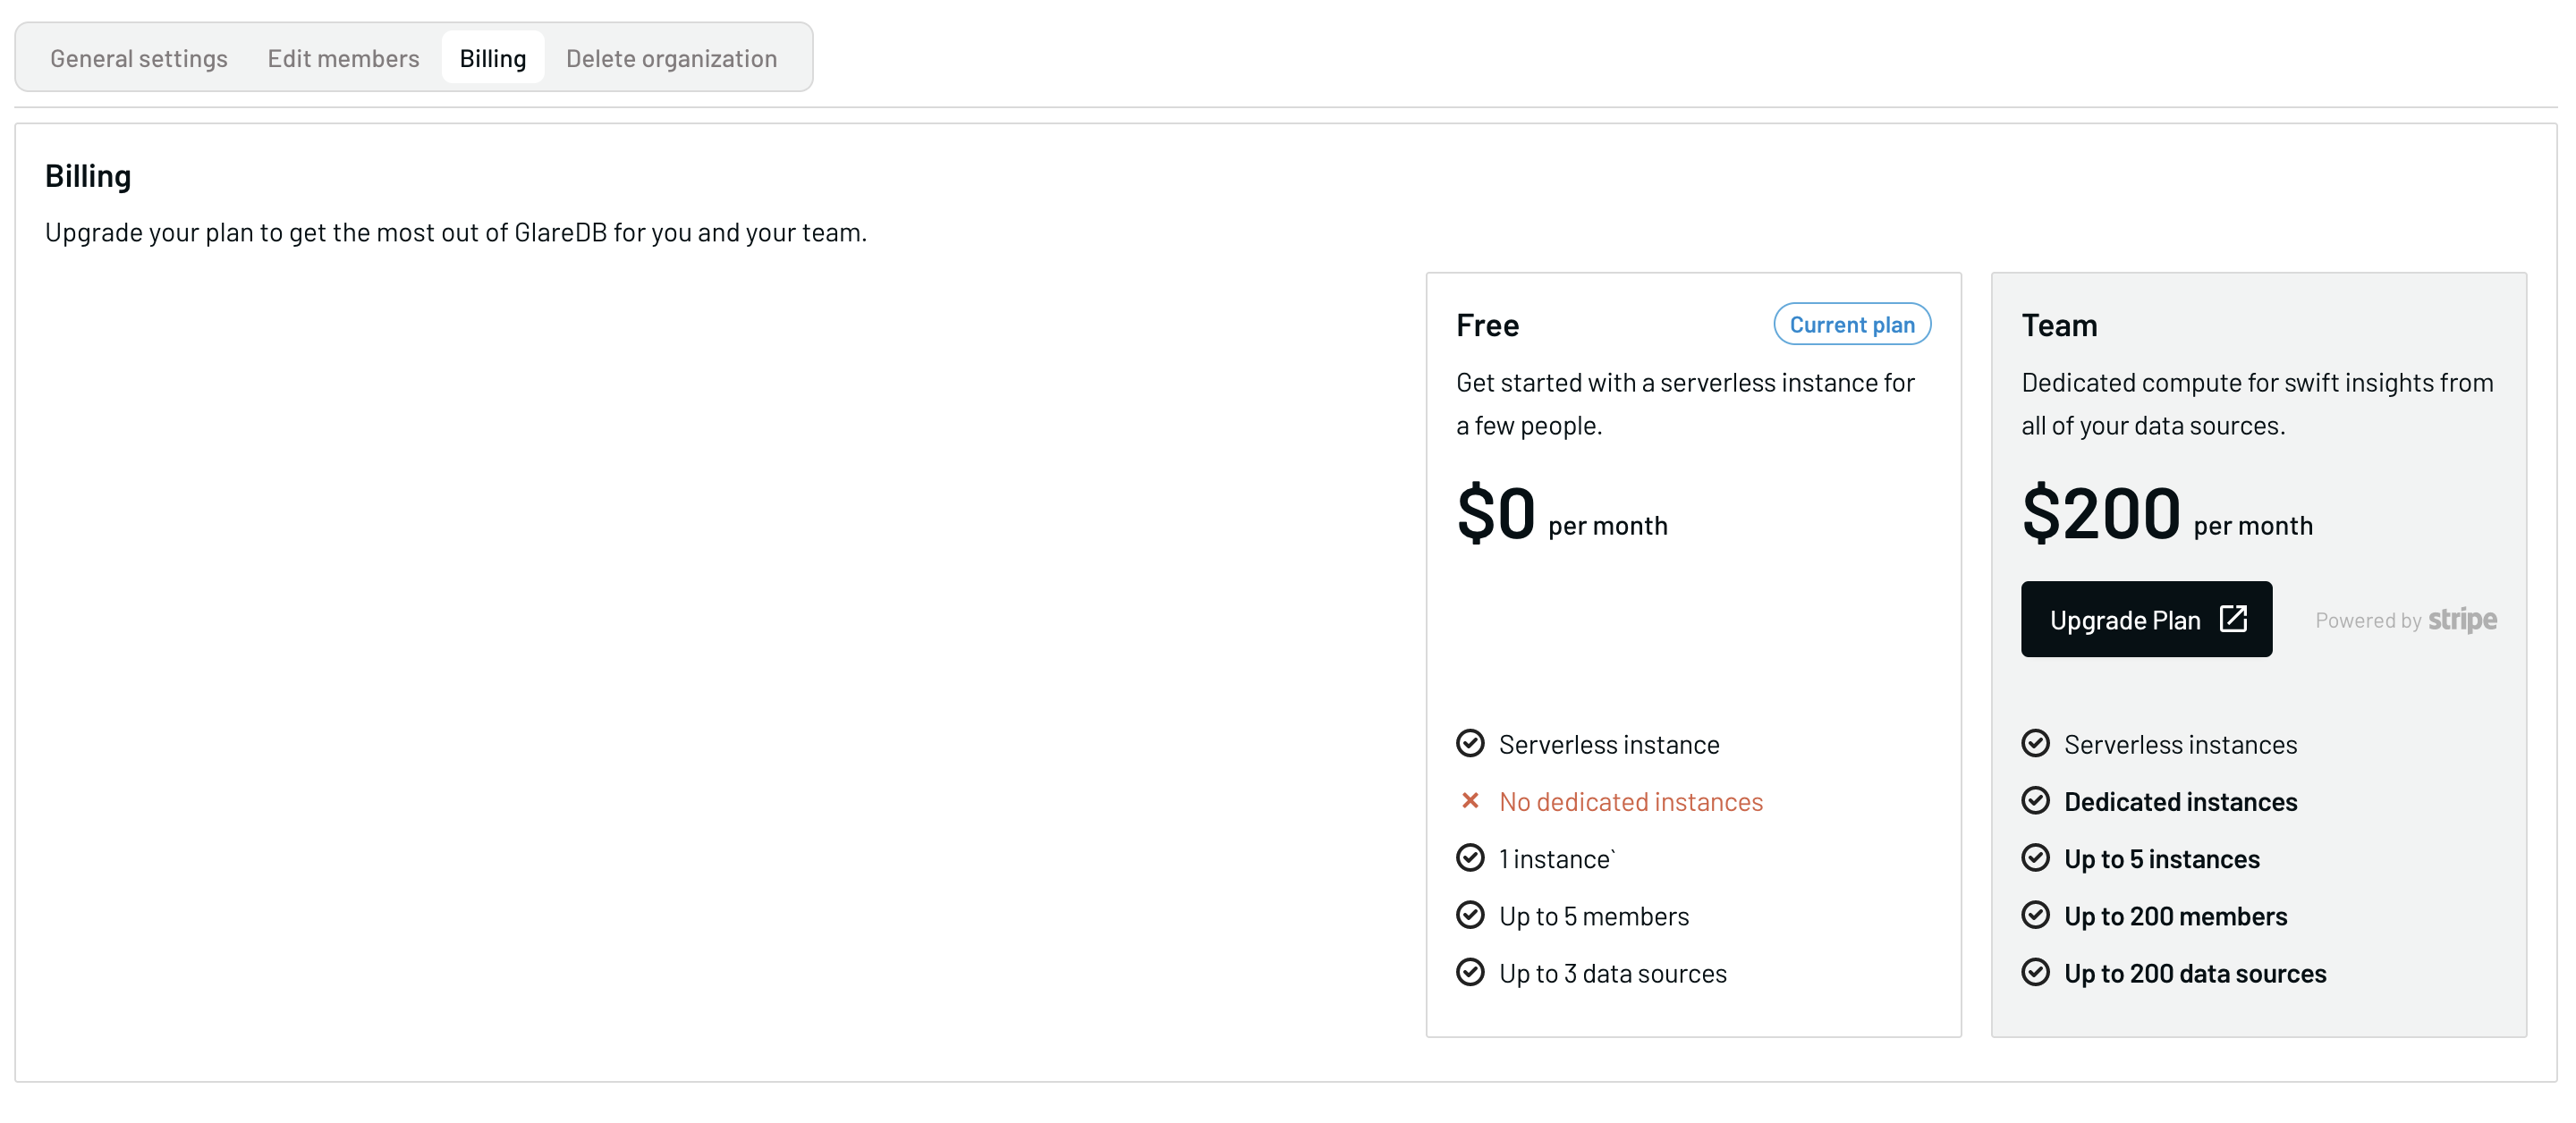 General settings Edit members Billing Delete organization
Billing
Upgrade your plan to get the most out of GlareDB for you and your team.
Free Current plan
Get started with a serverless instance for
a few people.
$0 per month
Serverless instance
No dedicated instances
1 instance`
Up to 5 members
Up to 3 data sources
Team
Dedicated compute for swift insights from
all of your data sources.
$200 per month
Upgrade Plan Powered by stripe
Serverless instances
Dedicated instances
Up to 5 instances
Up to 200 members
Up to 200 data sources